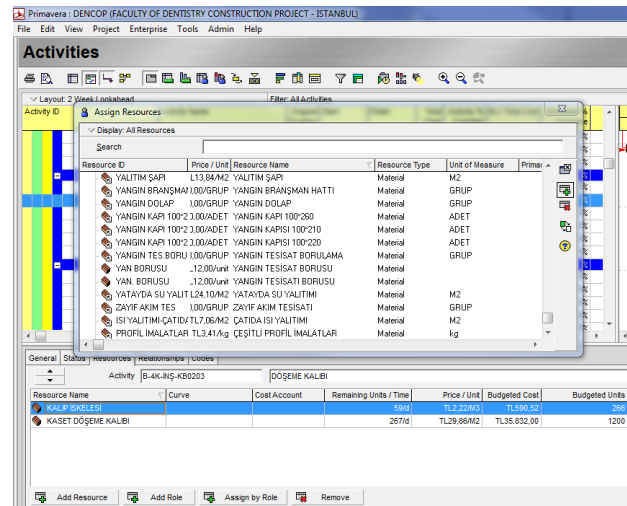 Primavera : DENCOP (FACULTY OF DENTISTRY CONSTRUCTION PROJECT - ISTANBUL)
File Edit View Project Enterprise Tools Admin Help
Activities
Layout: 2 Week Lookahead Filter: All Activities
Activity ID
Assign Resources
Display: All Resources
Search
Resource ID Price / Unit Resource Name Resource Type Unit of Measure Primar
YALITIM ŞAPI L13,84/M2 YALITIM ŞAPI Material M2
YANGIN BRANŞMAI ),00/GRUP YANGIN BRANŞMAN HATTI Material GRUP
YANGIN DOLAP ),00/GRUP YANGIN DOLAP Material GRUP
YANGIN KAPI 100*2 ),00/ADET YANGIN KAPI 100*260 Material ADET
YANGIN KAPI 100*2 ),00/ADET YANGIN KAPISI 100*210 Material ADET
YANGIN KAPI 100*2 ),00/ADET YANGIN KAPISI 100*220 Material ADET
YANGIN TES.BORU ),00/GRUP YANGIN TESİSAT BORULAMA Material GRUP
YAN BORUSU .12,00/unit YANGIN TESİSATI BORUSU Material
YAN. BORUSU .12,00/unit YANGIN TESİSATI BORUSU Material
YATAYDA SU YALIT L24,10/M2 YATAYDA SU YALITIMI Material M2
ZAYIF AKIM TES ),00/GRUP ZAYIF AKIM TESİSATI Material GRUP
ISI YALITIMI-ÇATID/ TL7,06/M2 ÇATIDA ISI YALITIMI Material M2
PROFİL İMALATLAR TL3,41/kg ÇEŞİTLİ PROFİL İMALATLAR Material kg
General Status Resources Relationships Codes
Activity B-4K-İNŞ-KB0203 DÖŞEME KALIBI
Resource Name Curve Cost Account Remaining Units / Time Price / Unit Budgeted Cost Budgeted Units
KALIP İSKELESİ 59/d TL2,22/M3 TL590,52 266
KASET DÖŞEME KALIBI 267/d TL29,86/M2 TL35.832,00 1200
Add Resource Add Role Assign by Role Remove